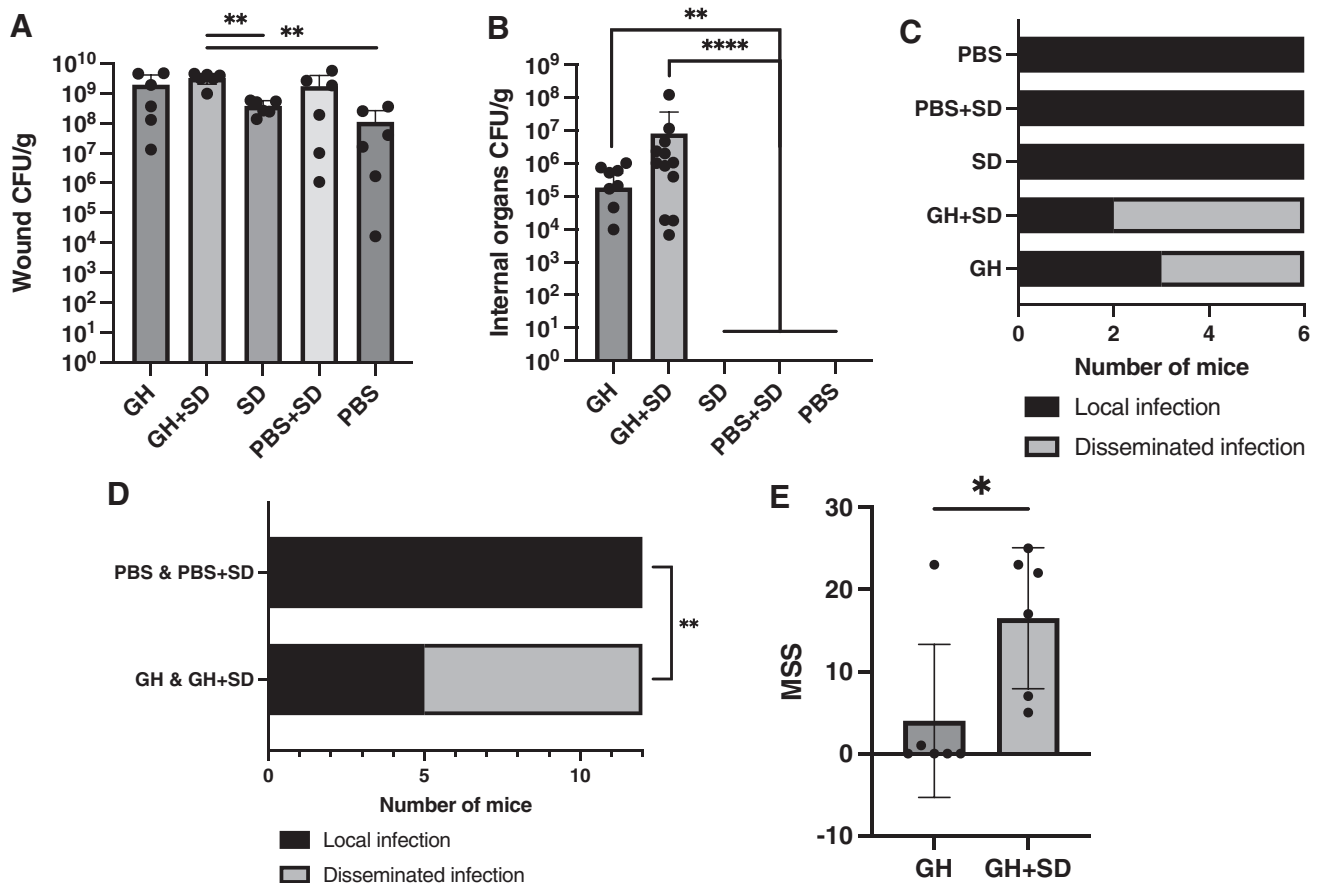 A
**
**
Wound CFU/g
10^10
10^9
10^8
10^7
10^6
10^5
10^4
10^3
10^2
10^1
10^0
GH
GH+SD
SD
PBS+SD
PBS
B
**
****
Internal organs CFU/g
10^9
10^8
10^7
10^6
10^5
10^4
10^3
10^2
10^1
10^0
GH
GH+SD
SD
PBS+SD
PBS
C
PBS
PBS+SD
SD
GH+SD
GH
0 2 4 6
Number of mice
Local infection
Disseminated infection
D
PBS & PBS+SD
GH & GH+SD
**
0 5 10
Number of mice
Local infection
Disseminated infection
E
*
MSS
30
20
10
0
-10
GH GH+SD